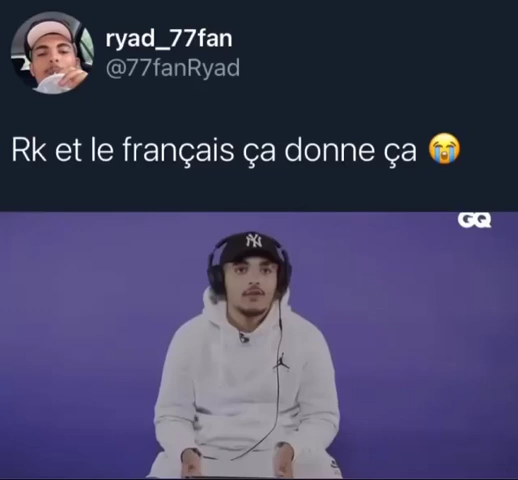 ryad_77fan
@77fanRyad
Rk et le français ça donne ça 😭
GQ
NY